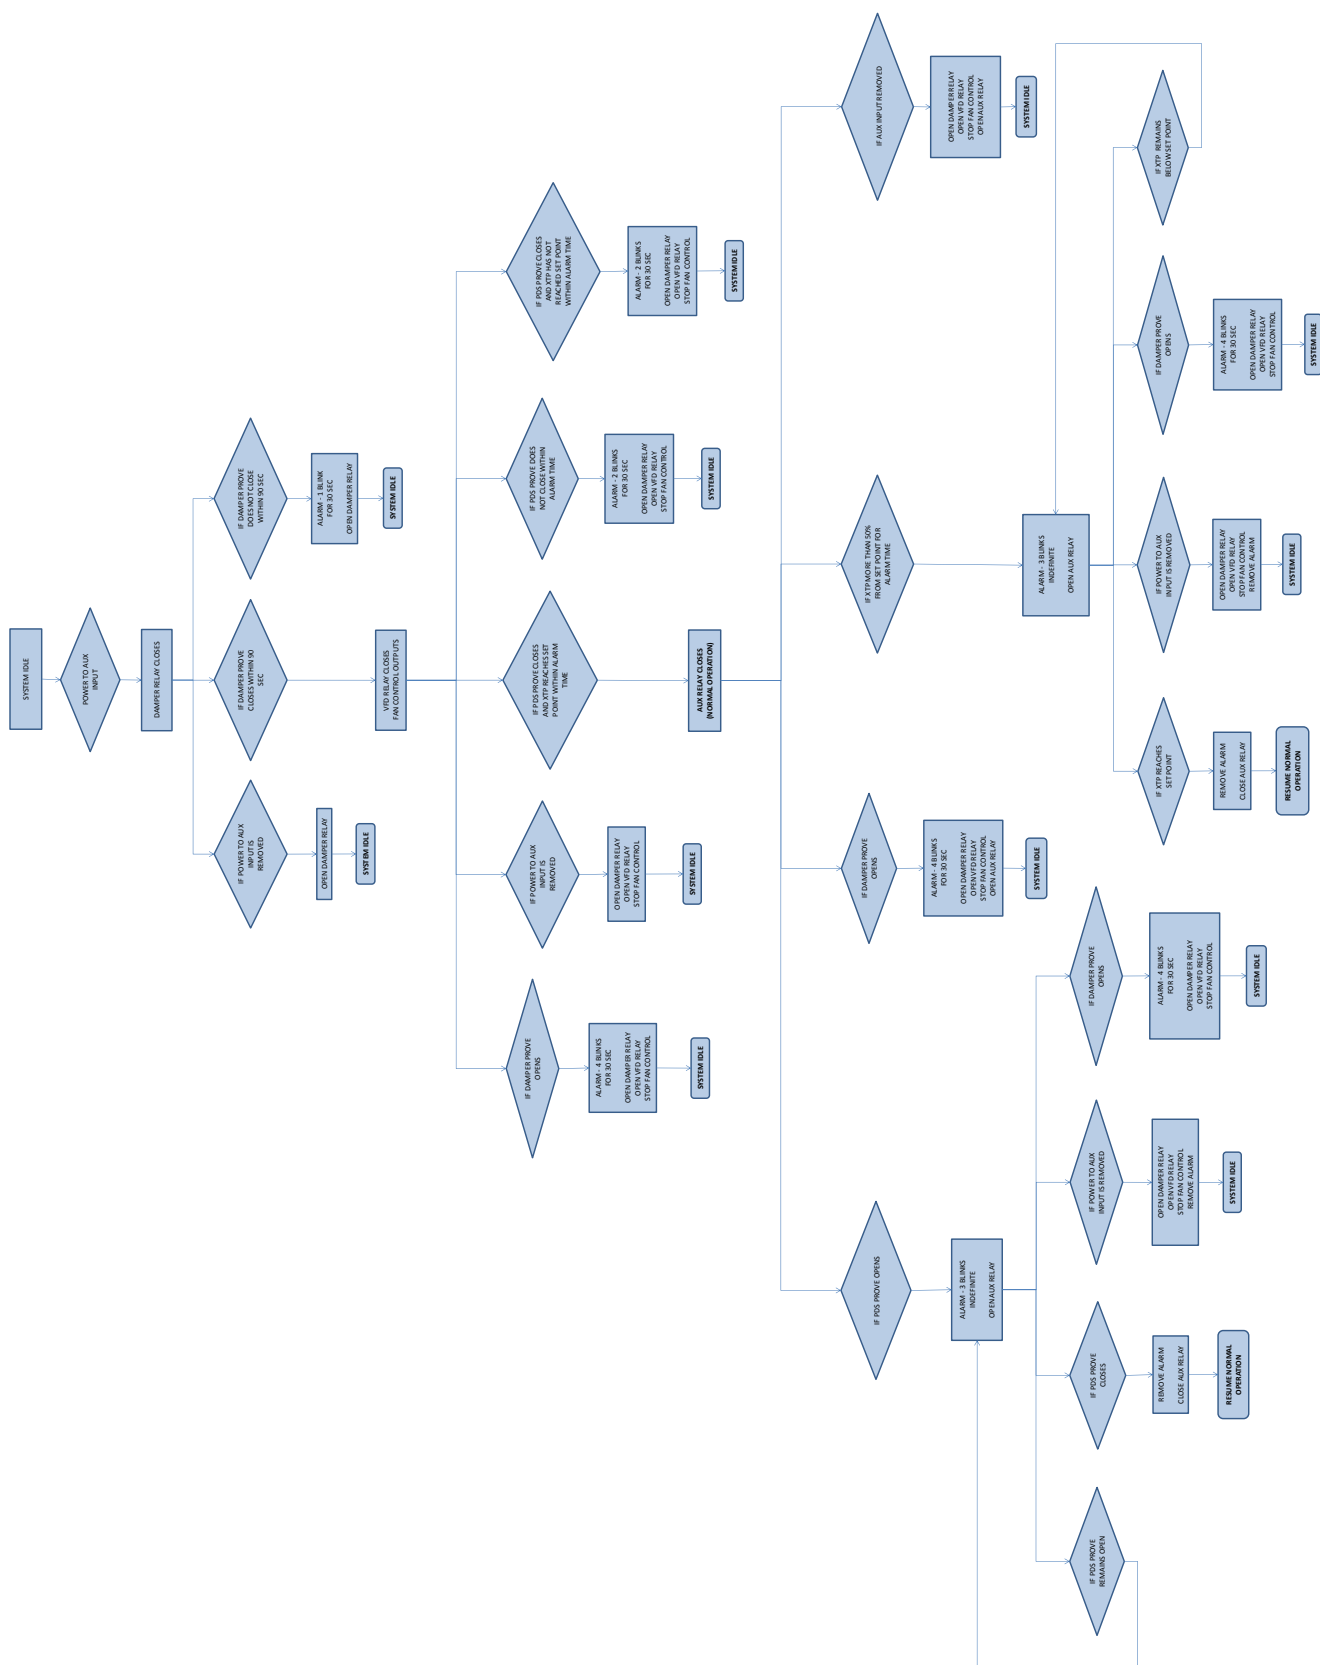 SYSTEM IDLE
POWER TO AUX
INPUT
DAMPER RELAY CLOSES
IF POWER TO AUX
INPUT IS
REMOVED
OPEN DAMPER RELAY
SYSTEM IDLE
IF DAMPER PROVE
CLOSES WITHIN 90
SEC
IF DAMPER PROVE
DOES NOT CLOSE
WITHIN 90 SEC
ALARM - 1 BLINK
FOR 30 SEC
OPEN DAMPER RELAY
SYSTEM IDLE
VFD RELAY CLOSES
FAN CONTROL OUTPUTS
IF DAMPER PROVE
OPENS
ALARM - 4 BLINKS
FOR 30 SEC
OPEN DAMPER RELAY
OPEN VFD RELAY
STOP FAN CONTROL
SYSTEM IDLE
IF POWER TO AUX
INPUT IS
REMOVED
OPEN DAMPER RELAY
OPEN VFD RELAY
STOP FAN CONTROL
SYSTEM IDLE
IF PDS PROVE CLOSES
AND XTP REACHES SET
POINT WITHIN ALARM
TIME
IF PDS PROVE DOES
NOT CLOSE WITHIN
ALARM TIME
ALARM - 2 BLINKS
FOR 30 SEC
OPEN DAMPER RELAY
OPEN VFD RELAY
STOP FAN CONTROL
SYSTEM IDLE
IF PDS PROVE CLOSES
AND XTP HAS NOT
REACHED SET POINT
WITHIN ALARM TIME
ALARM - 2 BLINKS
FOR 30 SEC
OPEN DAMPER RELAY
OPEN VFD RELAY
STOP FAN CONTROL
SYSTEM IDLE
AUX RELAY CLOSES
(NORMAL OPERATION)
IF PDS PROVE OPENS
ALARM - 3 BLINKS
INDEFINITE
OPEN AUX RELAY
IF DAMPER PROVE
OPENS
ALARM - 4 BLINKS
FOR 30 SEC
OPEN DAMPER RELAY
OPEN VFD RELAY
STOP FAN CONTROL
OPEN AUX RELAY
SYSTEM IDLE
IF XTP MORE THAN 50%
FROM SET POINT FOR
ALARM TIME
ALARM - 3 BLINKS
INDEFINITE
OPEN AUX RELAY
IF AUX INPUT REMOVED
OPEN DAMPER RELAY
OPEN VFD RELAY
STOP FAN CONTROL
OPEN AUX RELAY
SYSTEM IDLE
IF PDS PROVE
REMAINS OPEN
IF PDS PROVE
CLOSES
REMOVE ALARM
CLOSE AUX RELAY
RESUME NORMAL
OPERATION
IF POWER TO AUX
INPUT IS REMOVED
OPEN DAMPER RELAY
OPEN VFD RELAY
STOP FAN CONTROL
REMOVE ALARM
SYSTEM IDLE
IF DAMPER PROVE
OPENS
ALARM - 4 BLINKS
FOR 30 SEC
OPEN DAMPER RELAY
OPEN VFD RELAY
STOP FAN CONTROL
SYSTEM IDLE
IF XTP REACHES
SET POINT
REMOVE ALARM
CLOSE AUX RELAY
RESUME NORMAL
OPERATION
IF POWER TO AUX
INPUT IS REMOVED
OPEN DAMPER RELAY
OPEN VFD RELAY
STOP FAN CONTROL
REMOVE ALARM
SYSTEM IDLE
IF DAMPER PROVE
OPENS
ALARM - 4 BLINKS
FOR 30 SEC
OPEN DAMPER RELAY
OPEN VFD RELAY
STOP FAN CONTROL
SYSTEM IDLE
IF XTP REMAINS
BELOW SET POINT